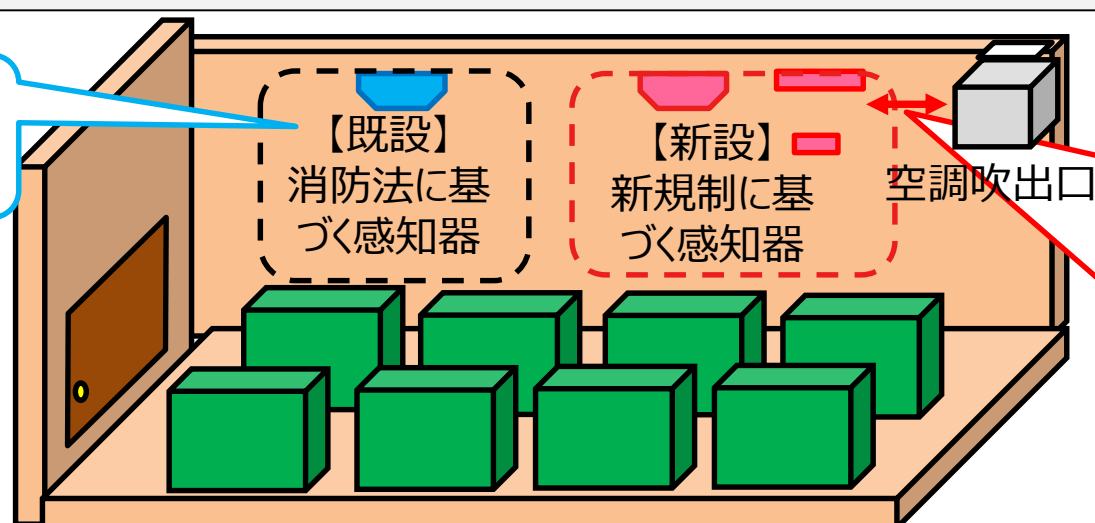 【既設】
消防法に基
づく感知器
【新設】
新規制に基
づく感知器
空調吹出口